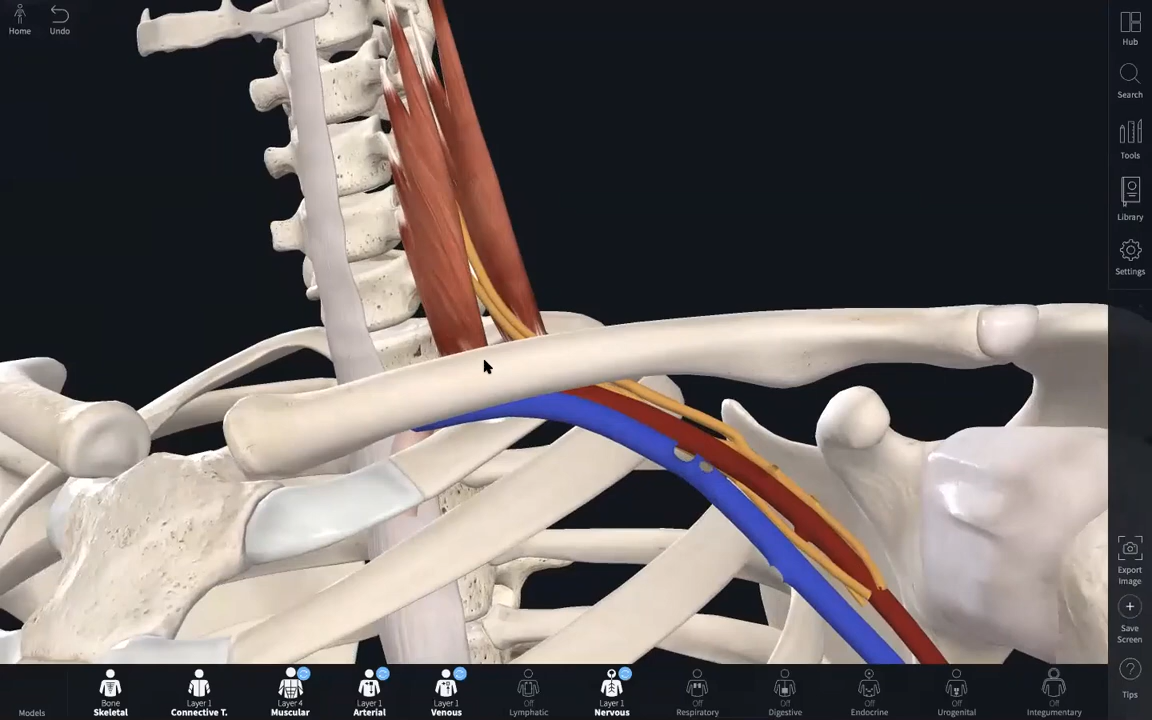 Home
Undo
Hub
Search
Tools
Library
Settings
Export
Image
Save
Screen
Tips
Models
Bone
Skeletal
Layer 1
Connective T.
Layer 4
Muscular
Layer 1
Arterial
Layer 1
Venous
Off
Lymphatic
Layer 1
Nervous
Off
Respiratory
Off
Digestive
Off
Endocrine
Off
Urogenital
Off
Integumentary